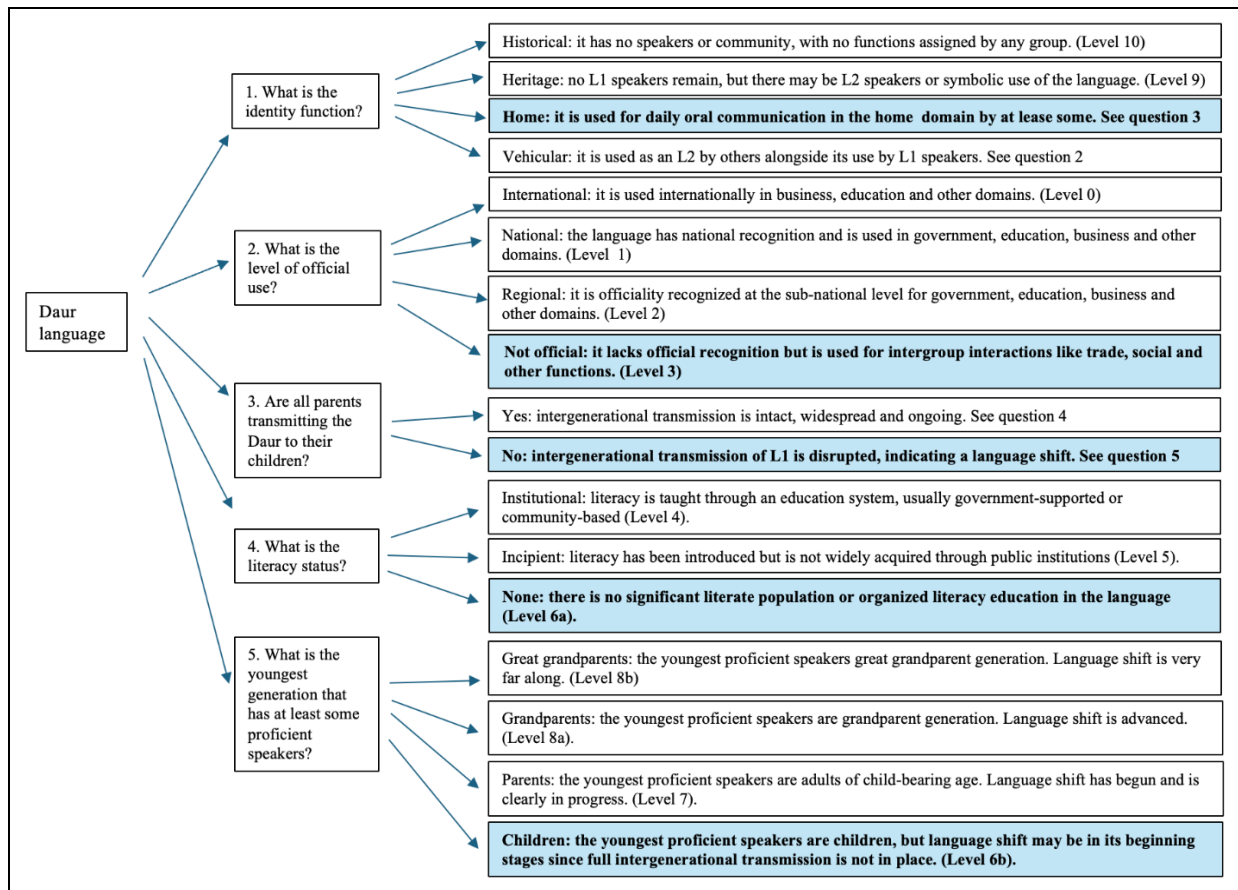 Daur
language
1. What is the
identity function?
Historical: it has no speakers or community, with no functions assigned by any group. (Level 10)
Heritage: no L1 speakers remain, but there may be L2 speakers or symbolic use of the language. (Level 9)
Home: it is used for daily oral communication in the home domain by at lease some. See question 3
Vehicular: it is used as an L2 by others alongside its use by L1 speakers. See question 2
2. What is the
level of official
use?
International: it is used internationally in business, education and other domains. (Level 0)
National: the language has national recognition and is used in government, education, business and other
domains. (Level 1)
Regional: it is officiality recognized at the sub-national level for government, education, business and
other domains. (Level 2)
Not official: it lacks official recognition but is used for intergroup interactions like trade, social and
other functions. (Level 3)
3. Are all parents
transmitting the
Daur to their
children?
Yes: intergenerational transmission is intact, widespread and ongoing. See question 4
No: intergenerational transmission of L1 is disrupted, indicating a language shift. See question 5
4. What is the
literacy status?
Institutional: literacy is taught through an education system, usually government-supported or
community-based (Level 4).
Incipient: literacy has been introduced but is not widely acquired through public institutions (Level 5).
None: there is no significant literate population or organized literacy education in the language
(Level 6a).
5. What is the
youngest
generation that
has at least some
proficient
speakers?
Great grandparents: the youngest proficient speakers great grandparent generation. Language shift is very
far along. (Level 8b)
Grandparents: the youngest proficient speakers are grandparent generation. Language shift is advanced.
(Level 8a).
Parents: the youngest proficient speakers are adults of child-bearing age. Language shift has begun and is
clearly in progress. (Level 7).
Children: the youngest proficient speakers are children, but language shift may be in its beginning
stages since full intergenerational transmission is not in place. (Level 6b).